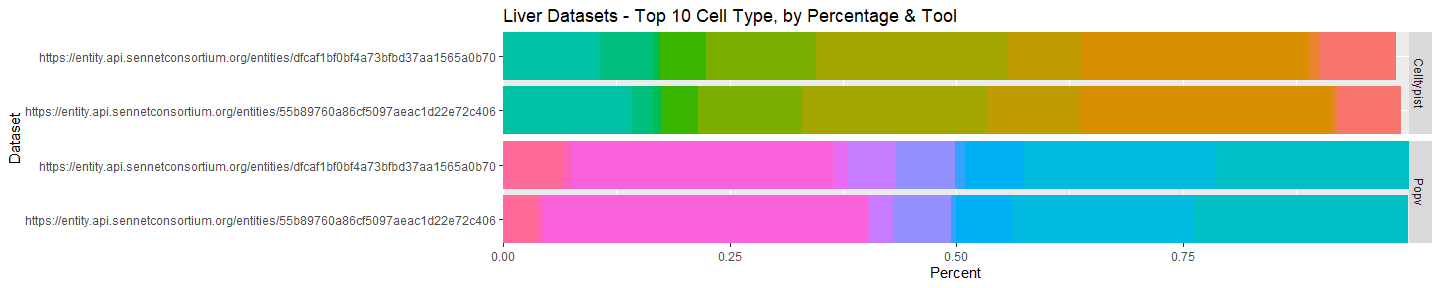 Liver Datasets - Top 10 Cell Type, by Percentage & Tool
https://entity.api.sennetconsortium.org/entities/dfcaf1bf0bf4a73bfbd37aa1565a0b70
https://entity.api.sennetconsortium.org/entities/55b89760a86cf5097aeac1d22e72c406
Celltypist
Dataset
https://entity.api.sennetconsortium.org/entities/dfcaf1bf0bf4a73bfbd37aa1565a0b70
https://entity.api.sennetconsortium.org/entities/55b89760a86cf5097aeac1d22e72c406
Popv
0.00 0.25 0.50 0.75
Percent